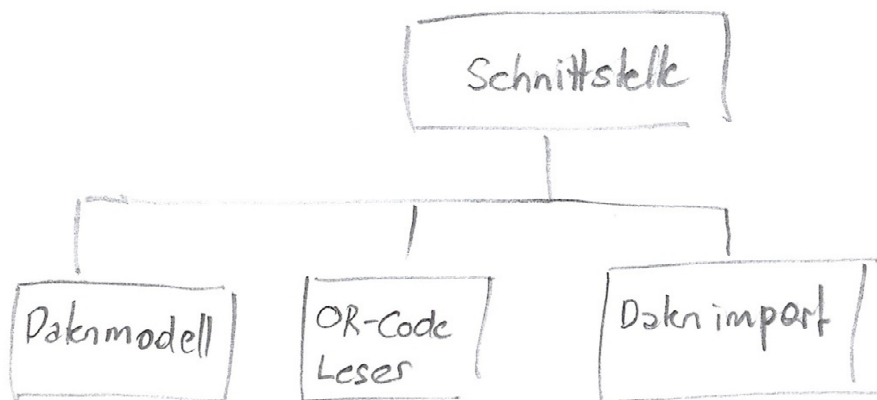 Schnittstelle
Datenmodell
QR-Code
Leser
Datenimport